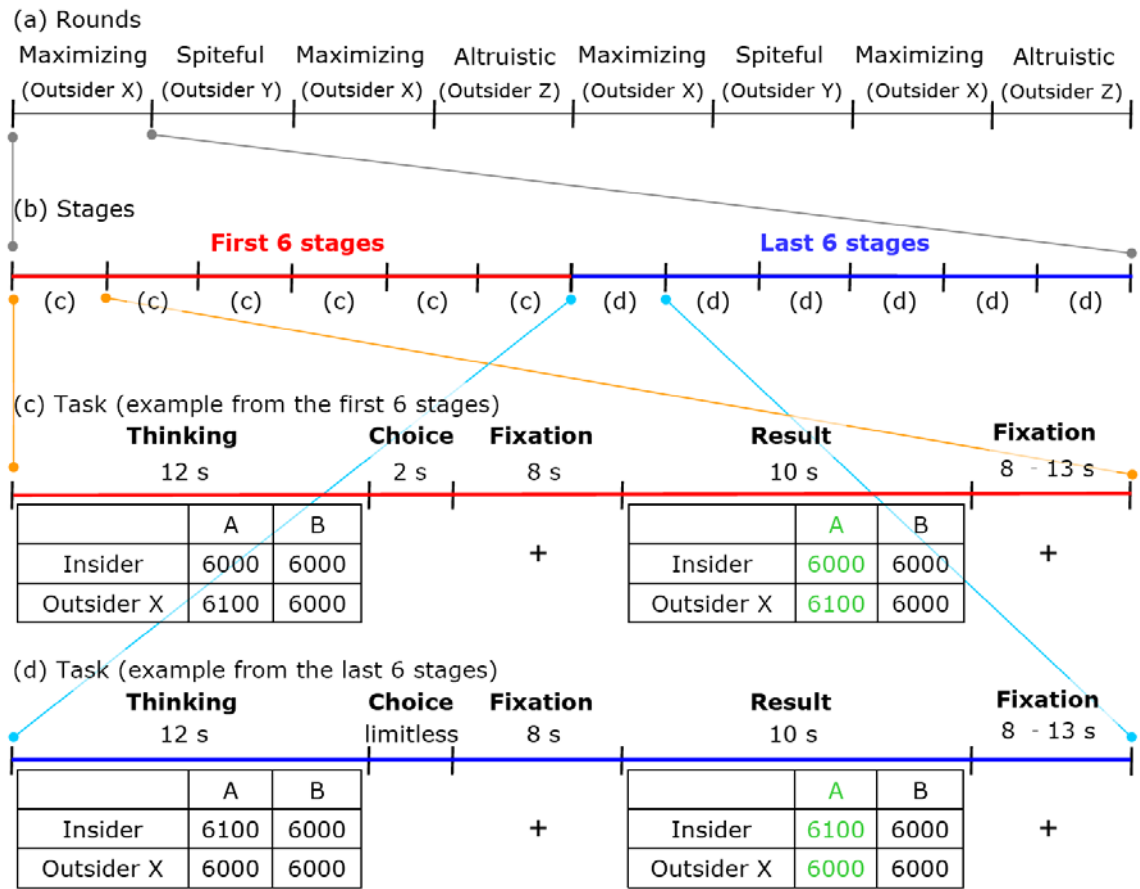 (a) Rounds
Maximizing Spiteful Maximizing Altruistic Maximizing Spiteful Maximizing Altruistic
(Outsider X) (Outsider Y) (Outsider X) (Outsider Z) (Outsider X) (Outsider Y) (Outsider X) (Outsider Z)
(b) Stages
First 6 stages Last 6 stages
(c) (c) (c) (c) (c) (c) (d) (d) (d) (d) (d) (d)
(c) Task (example from the first 6 stages)
Thinking Choice Fixation Result Fixation
12 s 2 s 8 s 10 s 8 - 13 s
A B A B
Insider 6000 6000 + Insider 6000 6000 +
Outsider X 6100 6000 Outsider X 6100 6000
(d) Task (example from the last 6 stages)
Thinking Choice Fixation Result Fixation
12 s limitless 8 s 10 s 8 - 13 s
A B A B
Insider 6100 6000 + Insider 6100 6000 +
Outsider X 6000 6000 Outsider X 6000 6000